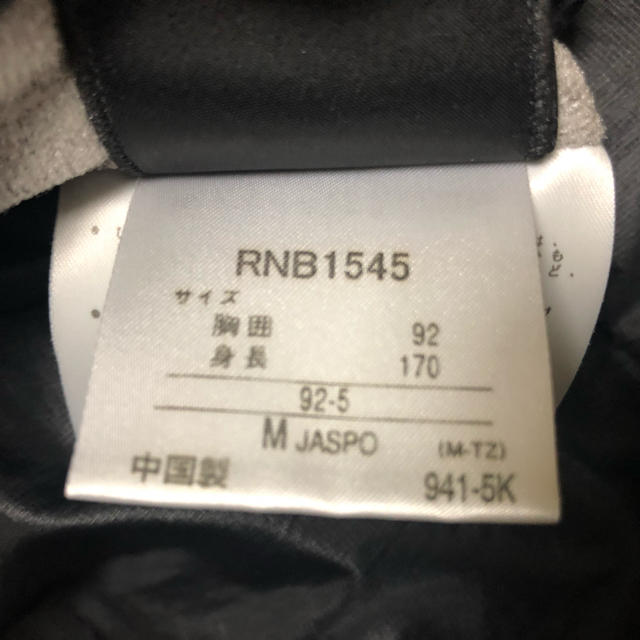 RNB1545
サイズ
胸囲 92
身長 170
92-5
M JASPO (M-TZ)
中国製 941-5K